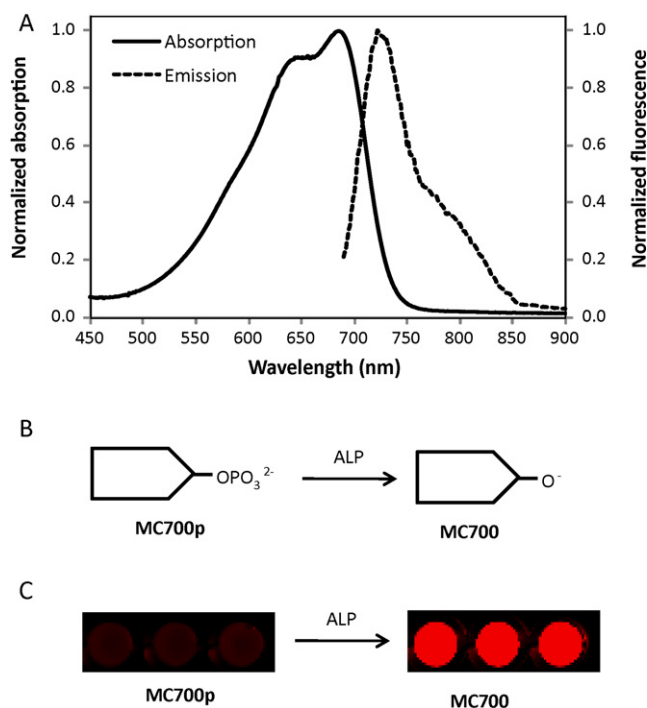 A
Absorption
Emission
Normalized absorption
Normalized fluorescence
1.0
0.8
0.6
0.4
0.2
0.0
1.0
0.8
0.6
0.4
0.2
0.0
450 500 550 600 650 700 750 800 850 900
Wavelength (nm)
B
OPO₃²⁻ ALP O⁻
MC700p MC700
C
ALP
MC700p MC700